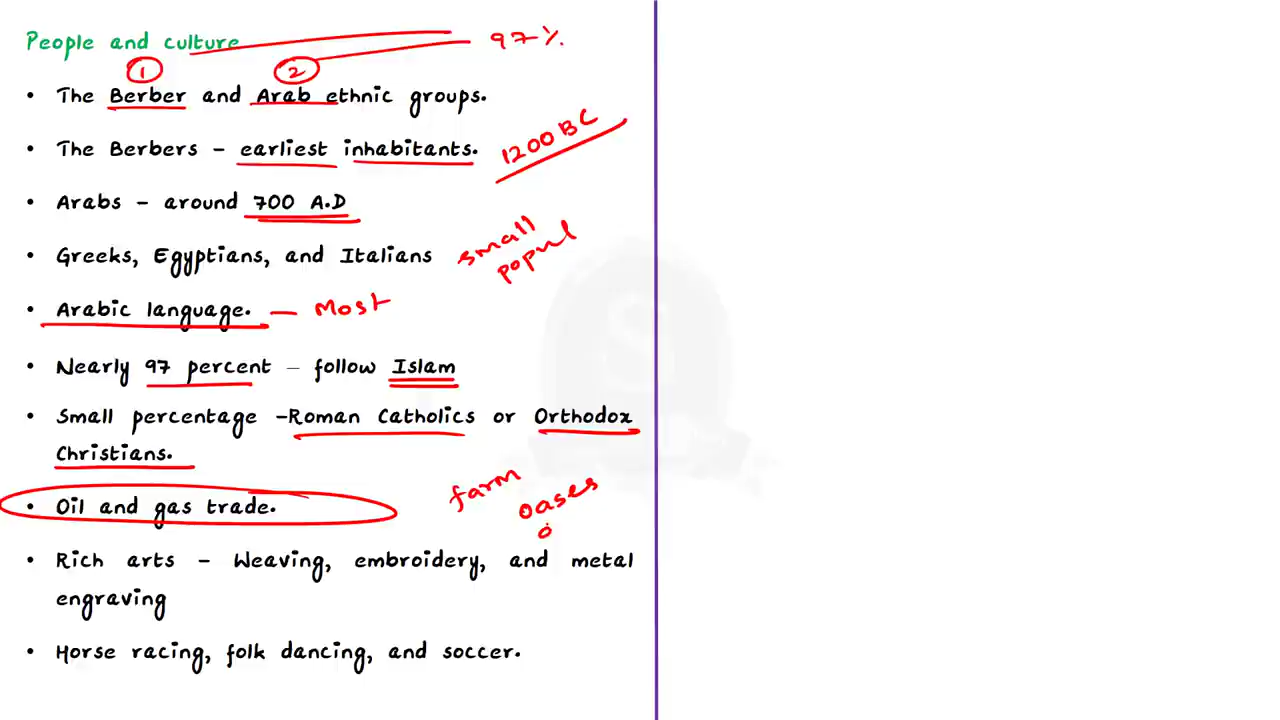 People and culture
97%
1 2
• The Berber and Arab ethnic groups.
• The Berbers - earliest inhabitants.
1200 BC
• Arabs - around 700 A.D
• Greeks, Egyptians, and Italians
small
popul
• Arabic language. - Most
• Nearly 97 percent - follow Islam
• Small percentage -Roman Catholics or Orthodox
Christians.
• Oil and gas trade.
farm
oases
• Rich arts - Weaving, embroidery, and metal
engraving
• Horse racing, folk dancing, and soccer.